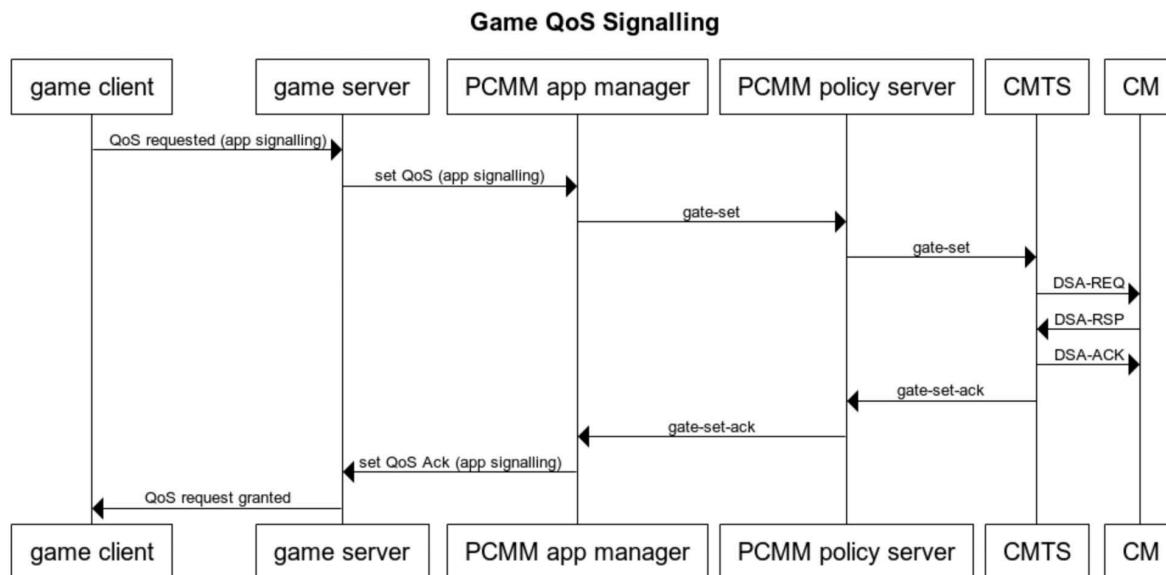 Game QoS Signalling
game client game server PCMM app manager PCMM policy server CMTS CM
QoS requested (app signalling)
set QoS (app signalling)
gate-set
gate-set
DSA-REQ
DSA-RSP
DSA-ACK
gate-set-ack
gate-set-ack
set QoS Ack (app signalling)
QoS request granted
game client game server PCMM app manager PCMM policy server CMTS CM